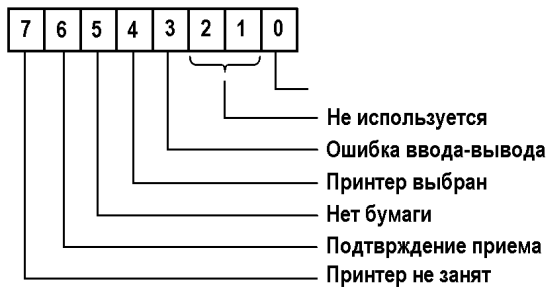 7 6 5 4 3 2 1 0
Не используется
Ошибка ввода-вывода
Принтер выбран
Нет бумаги
Подтврждение приема
Принтер не занят